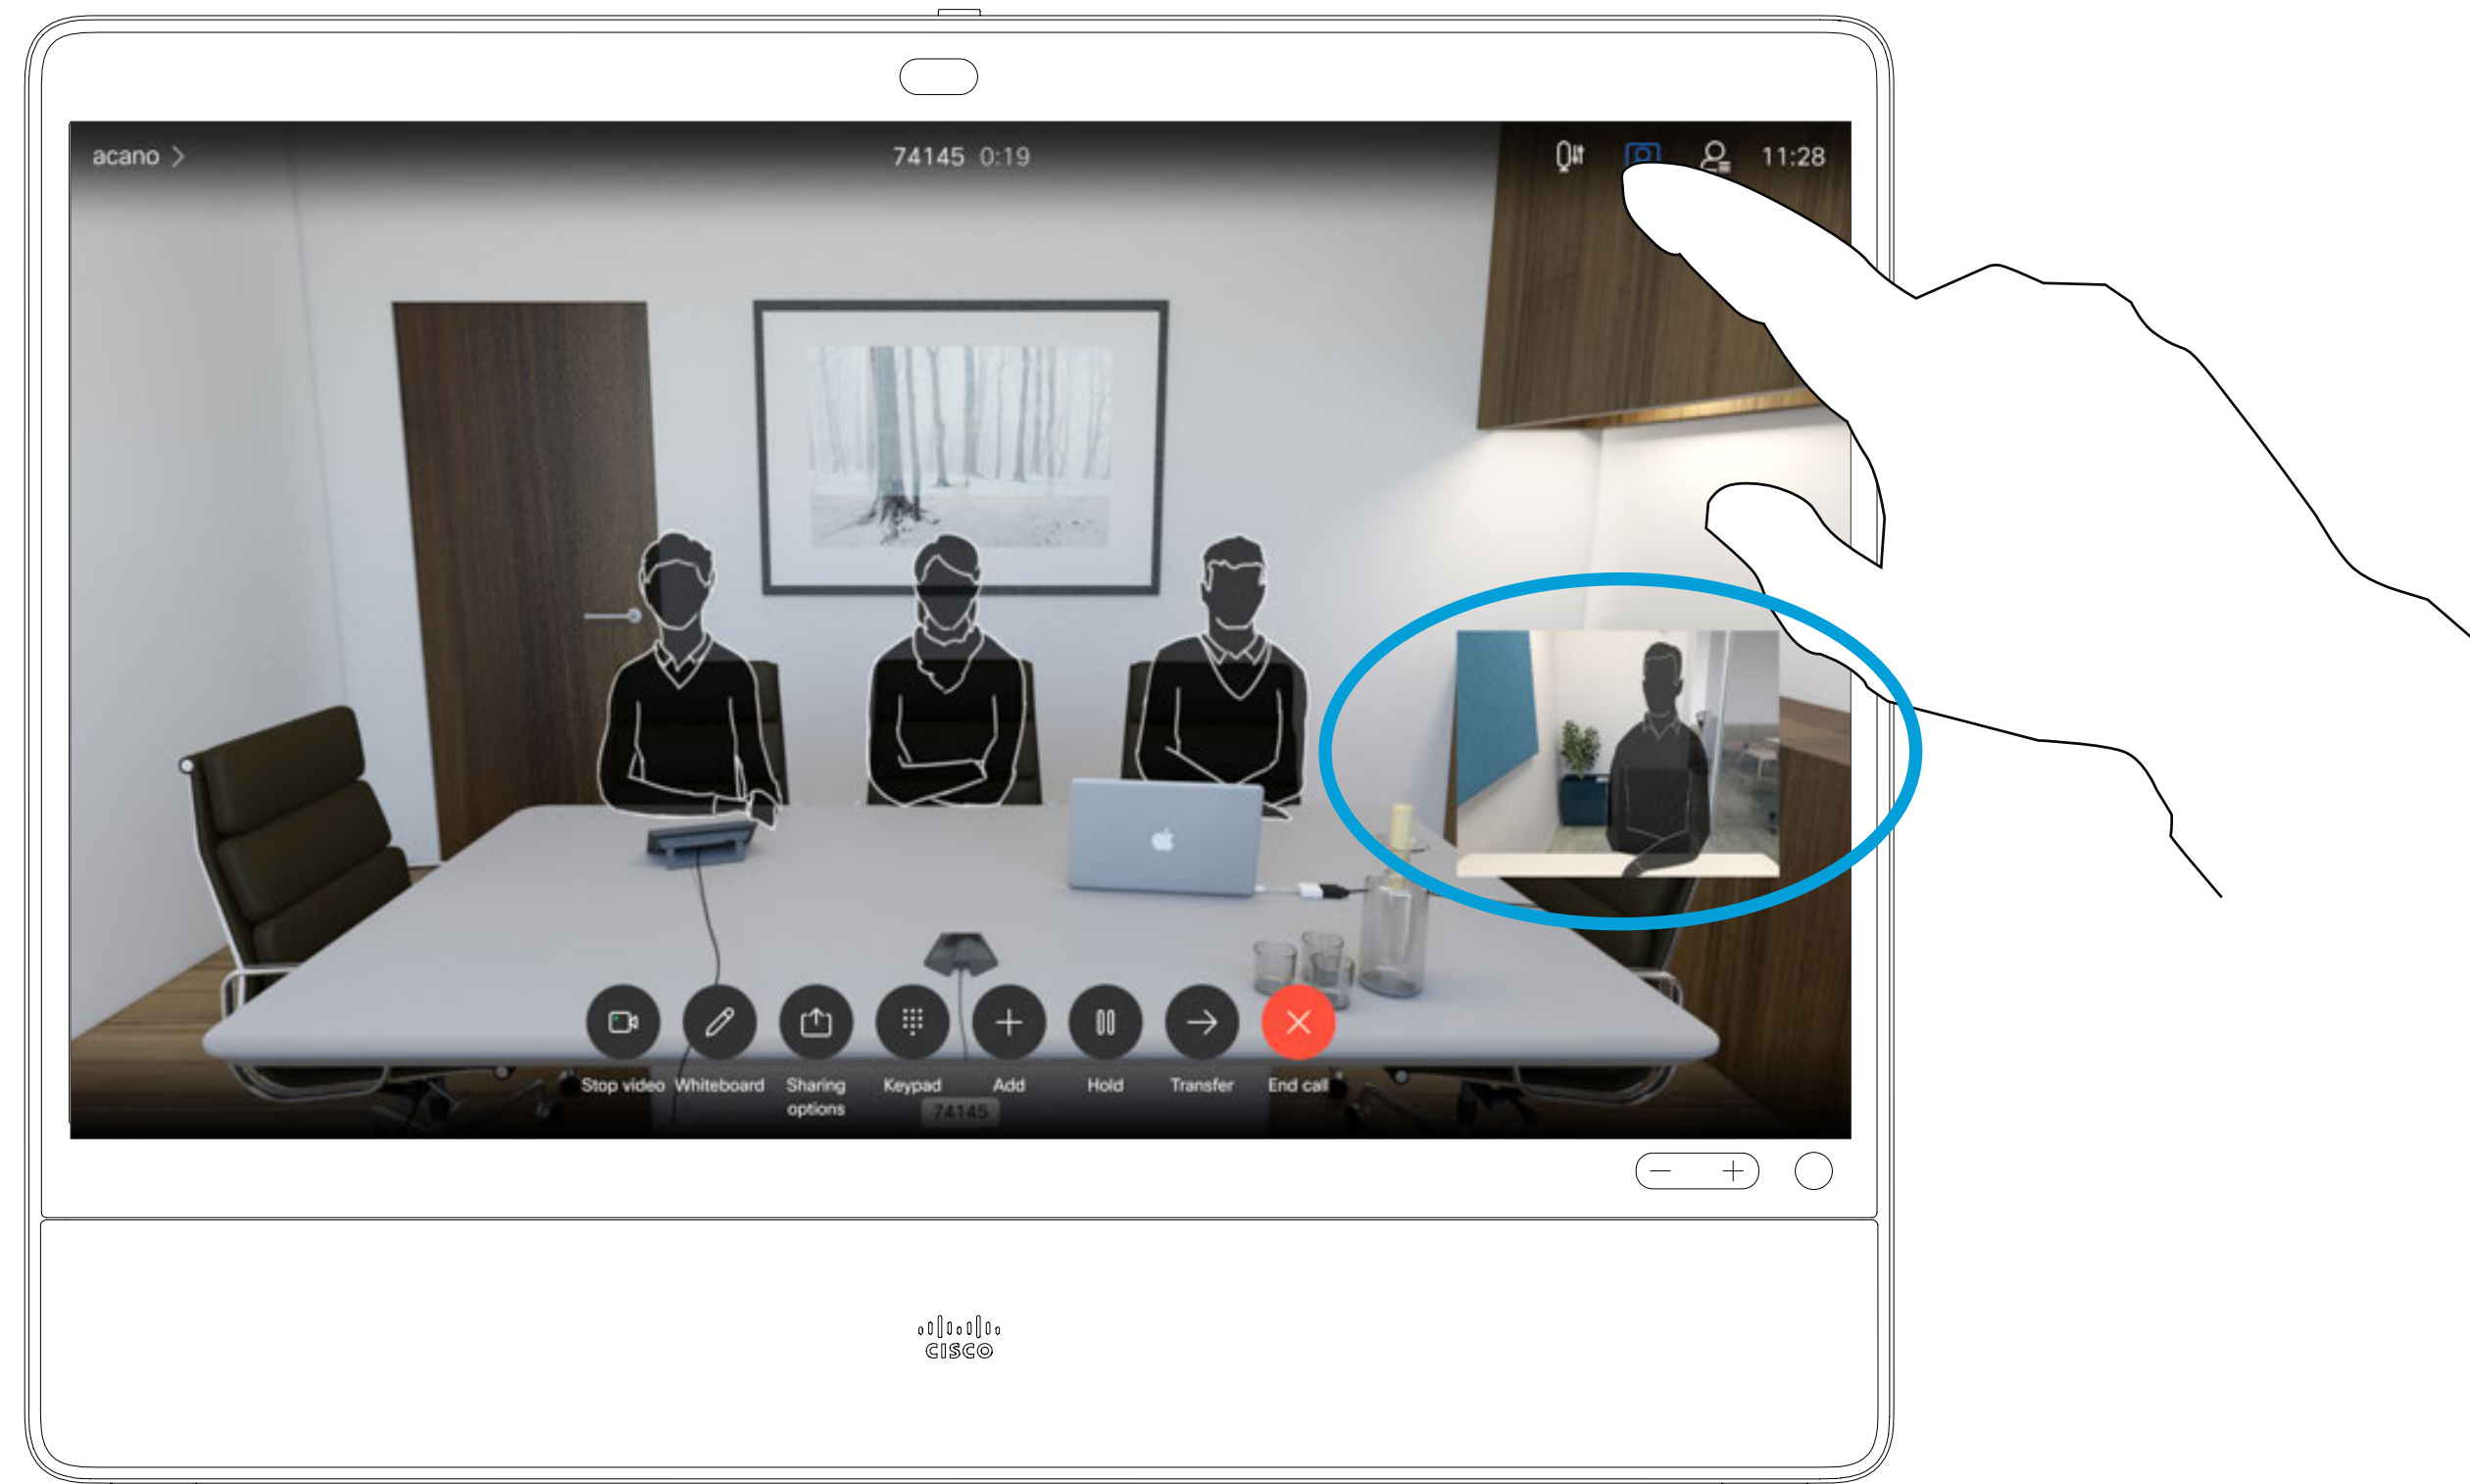 acano
74145 0:19
11:28
Stop video
Whiteboard
Sharing
options
Keypad
Add
Hold
Transfer
End call
74145
CISCO